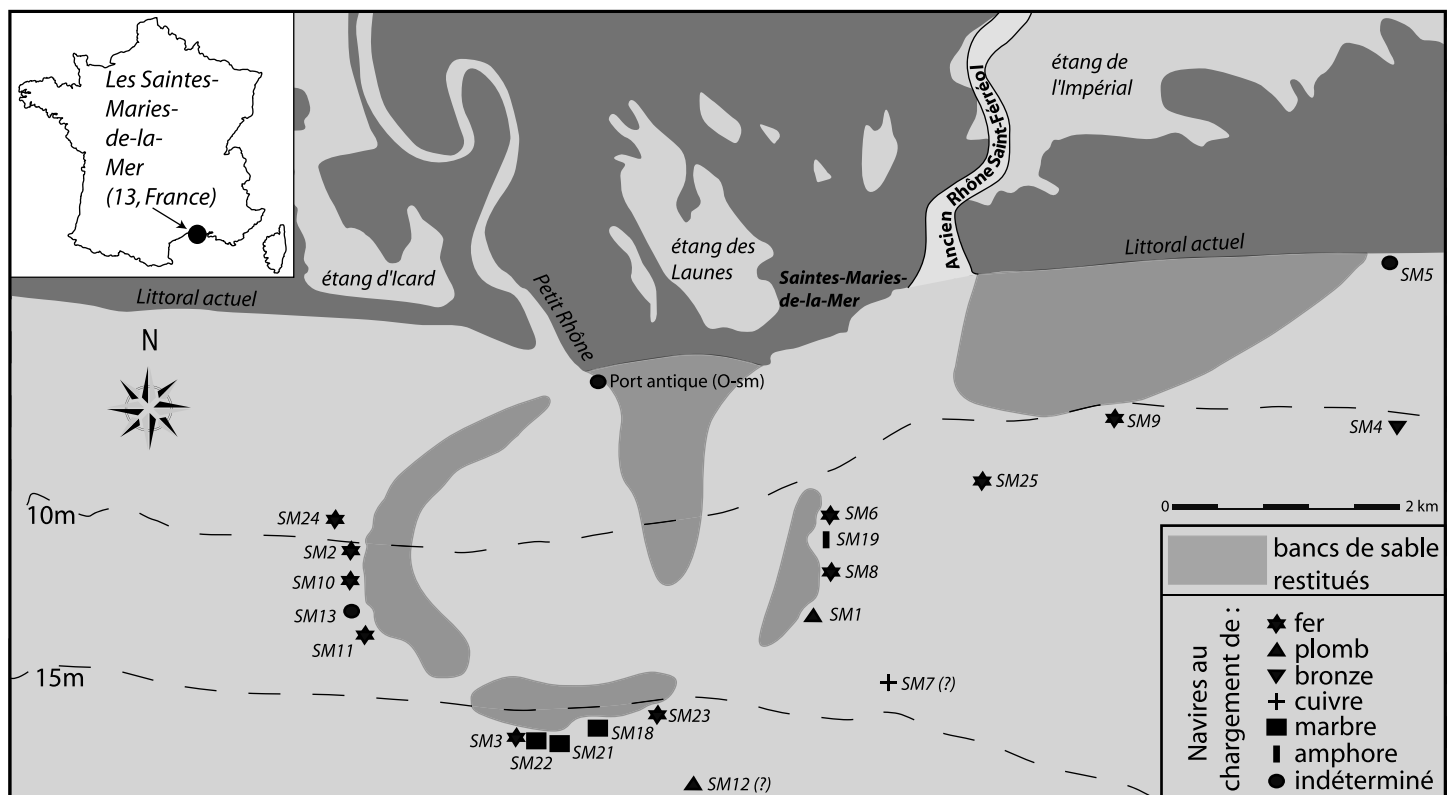 Les Saintes-
Maries-
de-la-
Mer
(13, France)
étang de
l'Impérial
Ancien Rhône Saint-Férréol
étang d'Icard
étang des
Launes
Saintes-Maries-
de-la-Mer
Littoral actuel
Littoral actuel
Petit Rhône
SM5
N
Port antique (O-sm)
SM9
SM4
SM25
10m
SM24
SM2
SM10
SM13
SM11
SM6
SM19
SM8
SM1
0 2 km
15m
SM7 (?)
SM23
SM18
SM3
SM21
SM22
SM12 (?)
bancs de sable
restitués
Navires au
chargement de :
fer
plomb
bronze
cuivre
marbre
amphore
indéterminé